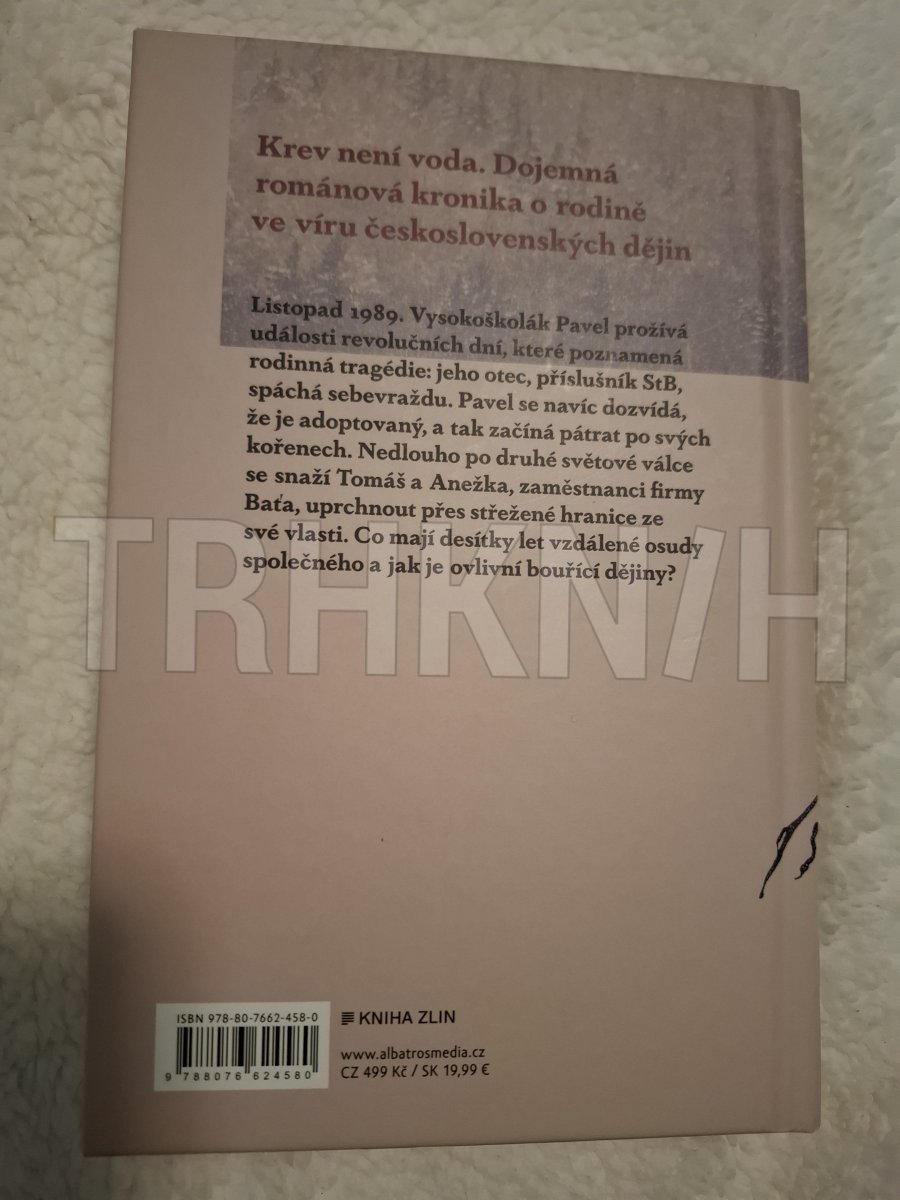 Krev není voda. Dojemná
románová kronika o rodině
ve víru československých dějin
Listopad 1989. Vysokoškolák Pavel prožívá
události revolučních dní, které poznamená
rodinná tragédie: jeho otec, příslušník StB,
spáchá sebevraždu. Pavel se navíc dozvídá,
že je adoptovaný, a tak začíná pátrat po svých
kořenech. Nedlouho po druhé světové válce
se snaží Tomáš a Anežka, zaměstnanci firmy
Baťa, uprchnout přes střežené hranice ze
své vlasti. Co mají desítky let vzdálené osudy
společného a jak je ovlivní bouřící dějiny?
TRHKN/H
ISBN 978-80-7662-458-0
9 788076 624580
KNIHA ZLIN
www.albatrosmedia.cz
CZ 499 Kč / SK 19,99 €